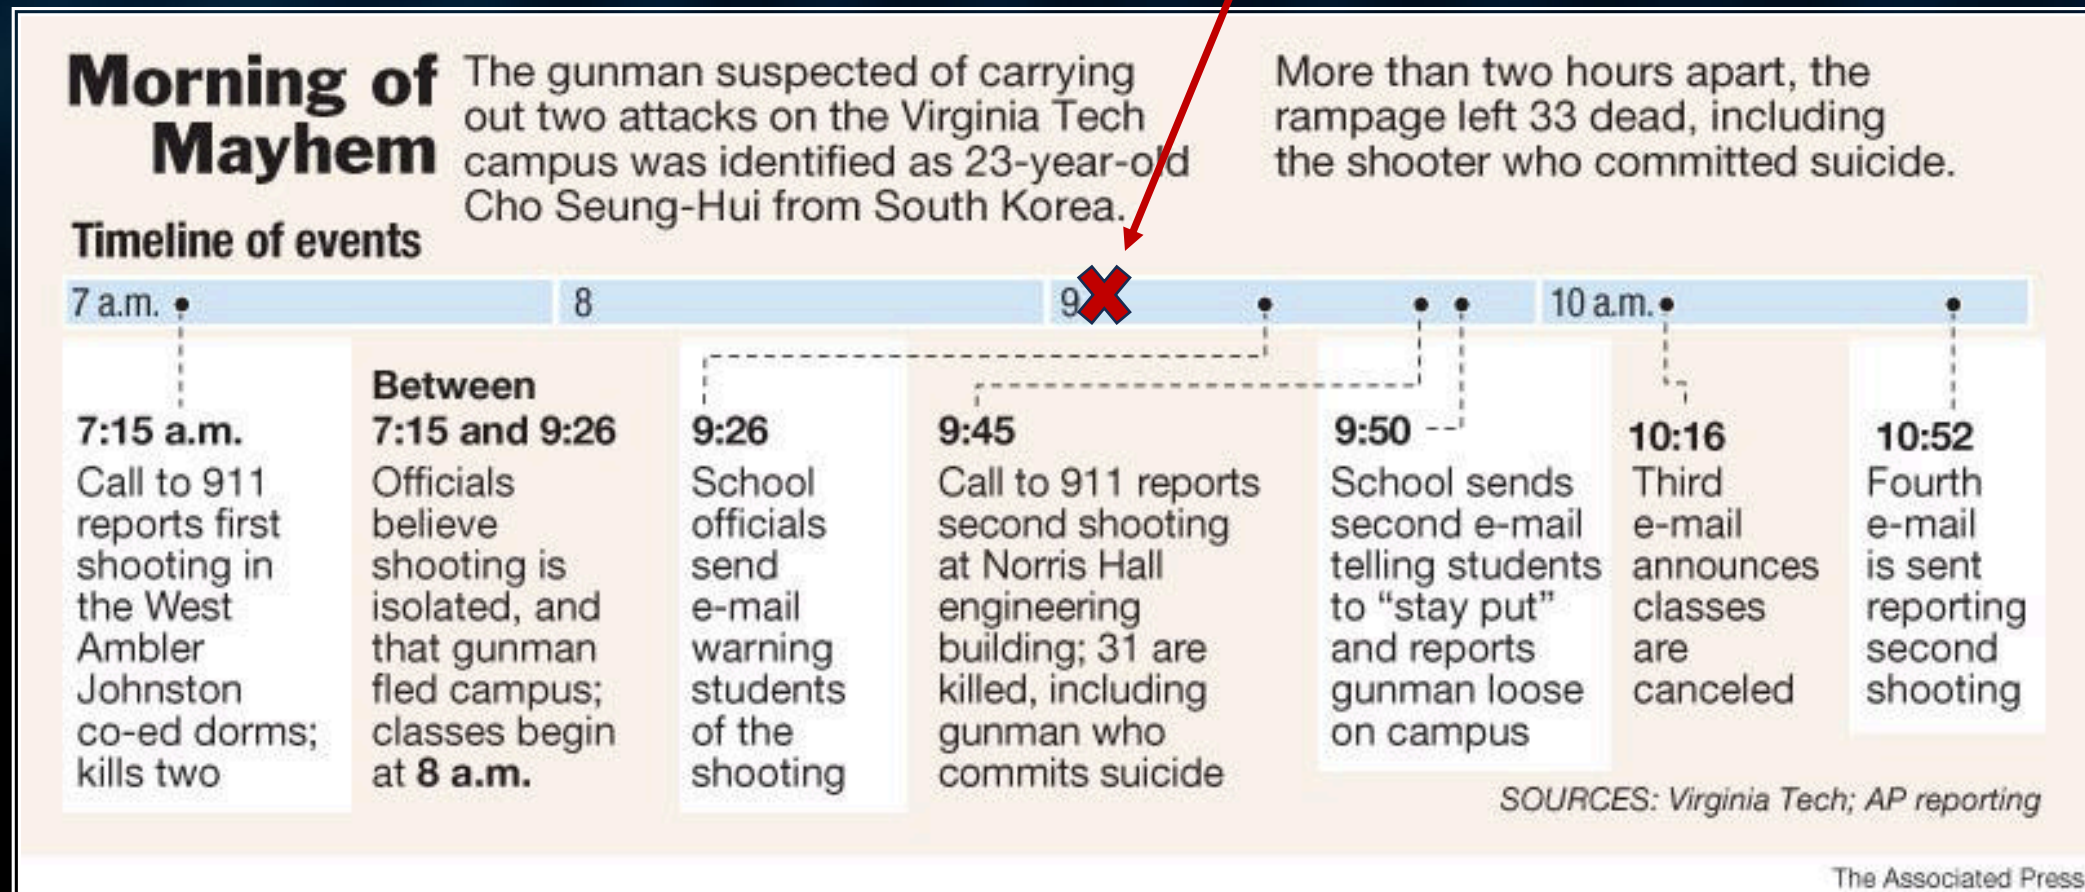 Morning of
Mayhem
The gunman suspected of carrying
out two attacks on the Virginia Tech
campus was identified as 23-year-old
Cho Seung-Hui from South Korea.
More than two hours apart, the
rampage left 33 dead, including
the shooter who committed suicide.
Timeline of events
7 a.m.
8
9
10 a.m.
7:15 a.m.
Call to 911
reports first
shooting in
the West
Ambler
Johnston
co-ed dorms;
kills two
Between
7:15 and 9:26
Officials
believe
shooting is
isolated, and
that gunman
fled campus;
classes begin
at 8 a.m.
9:26
School
officials
send
e-mail
warning
students
of the
shooting
9:45
Call to 911 reports
second shooting
at Norris Hall
engineering
building; 31 are
killed, including
gunman who
commits suicide
9:50
School sends
second e-mail
telling students
to “stay put”
and reports
gunman loose
on campus
10:16
Third
e-mail
announces
classes
are
canceled
10:52
Fourth
e-mail
is sent
reporting
second
shooting
SOURCES: Virginia Tech; AP reporting
The Associated Press